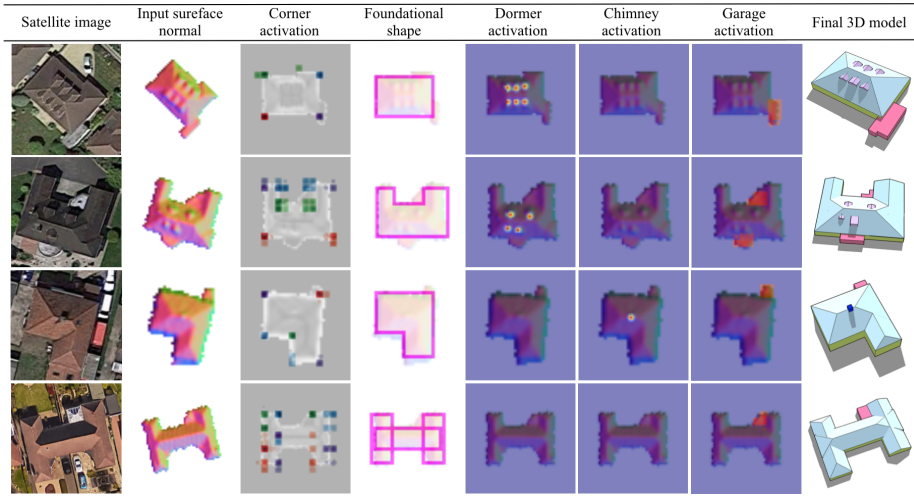 Satellite image
Input sureface
normal
Corner
activation
Foundational
shape
Dormer
activation
Chimney
activation
Garage
activation
Final 3D model